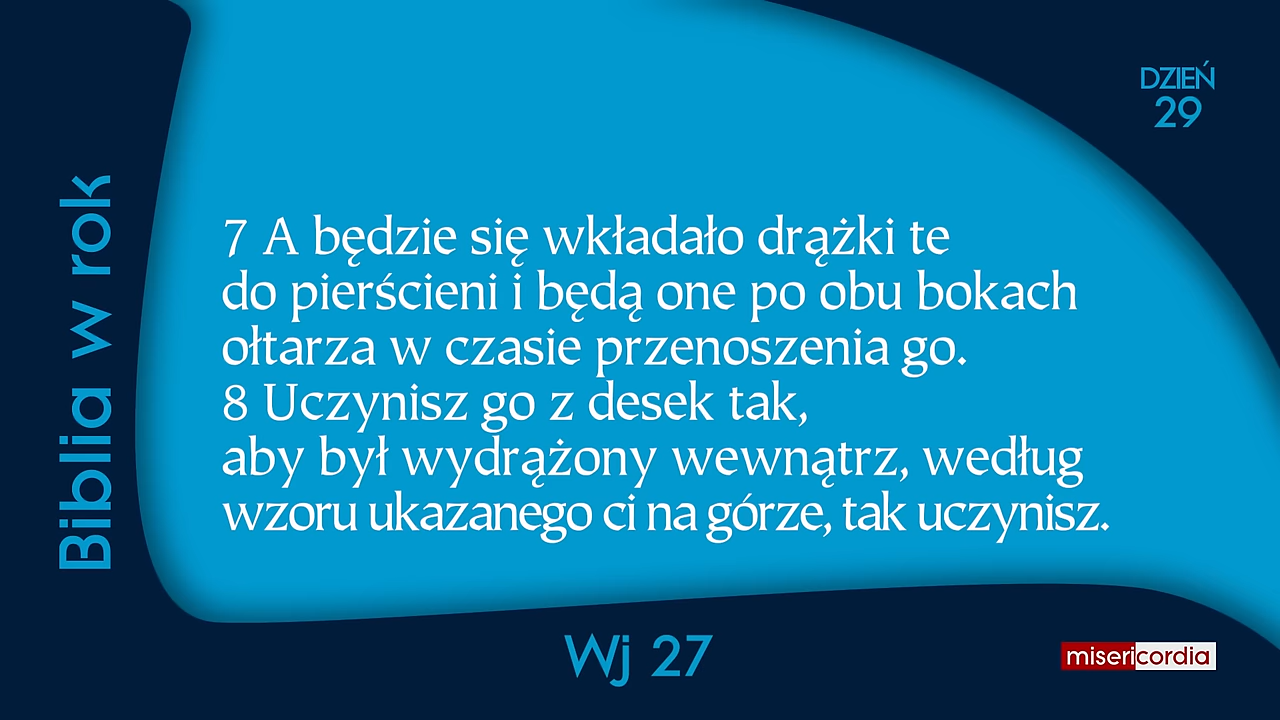 DZIEŃ
29
Biblia w rok
7 A będzie się wkładało drążki te
do pierścieni i będą one po obu bokach
ołtarza w czasie przenoszenia go.
8 Uczynisz go z desek tak,
aby był wydrążony wewnątrz, według
wzoru ukazanego ci na górze, tak uczynisz.
Wj 27
misericordia